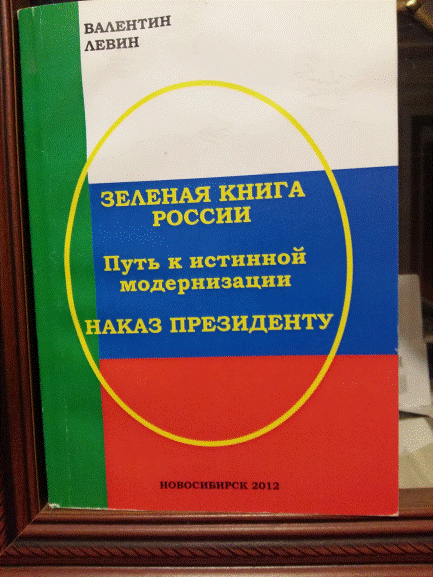 ВАЛЕНТИН
ЛЕВИН
ЗЕЛЕНАЯ КНИГА
РОССИИ
Путь к истинной
модернизации
НАКАЗ ПРЕЗИДЕНТУ
НОВОСИБИРСК 2012